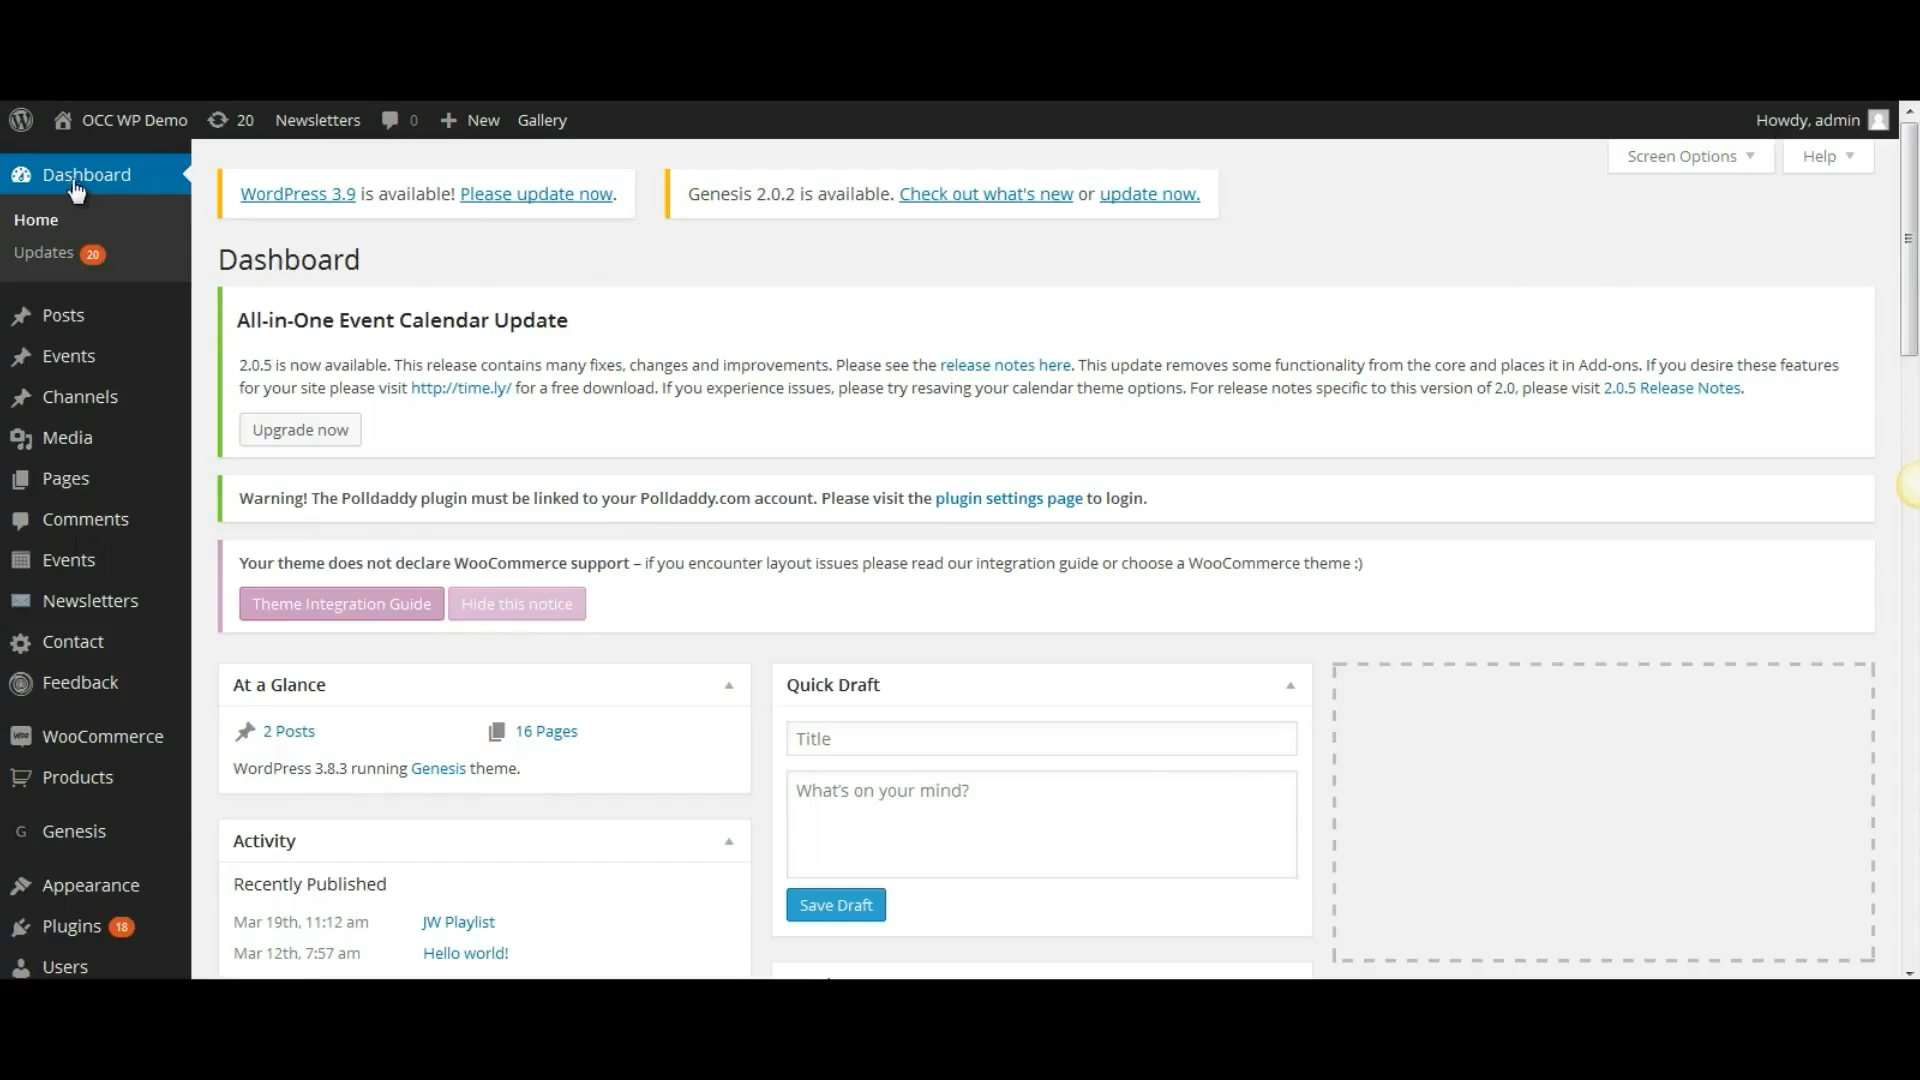 OCC WP Demo 20 Newsletters 0 New Gallery Howdy, admin
Screen Options Help
Dashboard
Home
Updates 20
Posts
Events
Channels
Media
Pages
Comments
Events
Newsletters
Contact
Feedback
WooCommerce
Products
Genesis
Appearance
Plugins 18
Users
WordPress 3.9 is available! Please update now.
Genesis 2.0.2 is available. Check out what's new or update now.
Dashboard
All-in-One Event Calendar Update
2.0.5 is now available. This release contains many fixes, changes and improvements. Please see the release notes here. This update removes some functionality from the core and places it in Add-ons. If you desire these features
for your site please visit http://time.ly/ for a free download. If you experience issues, please try resaving your calendar theme options. For release notes specific to this version of 2.0, please visit 2.0.5 Release Notes.
Upgrade now
Warning! The Polldaddy plugin must be linked to your Polldaddy.com account. Please visit the plugin settings page to login.
Your theme does not declare WooCommerce support – if you encounter layout issues please read our integration guide or choose a WooCommerce theme :)
Theme Integration Guide Hide this notice
At a Glance
2 Posts 16 Pages
WordPress 3.8.3 running Genesis theme.
Activity
Recently Published
Mar 19th, 11:12 am JW Playlist
Mar 12th, 7:57 am Hello world!
Quick Draft
Title
What's on your mind?
Save Draft